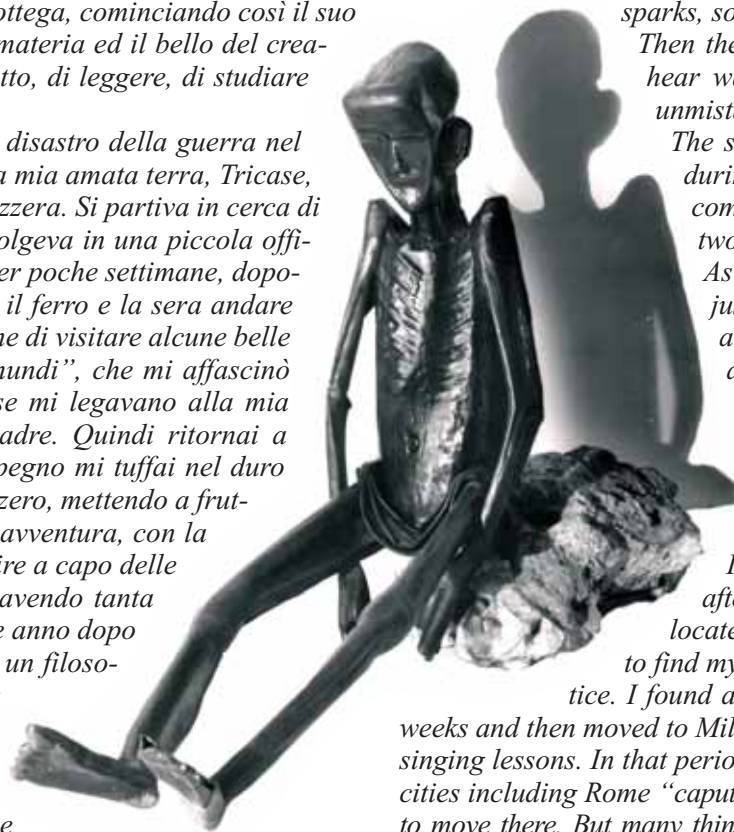 ottega, cominciando così il suo
materia ed il bello del crea-
tto, di leggere, di studiare
disastro della guerra nel
a mia amata terra, Tricase,
zzera. Si partiva in cerca di
olgeva in una piccola offi-
er poche settimane, dopo-
il ferro e la sera andare
ne di visitare alcune belle
mundi”, che mi affascinò
se mi legavano alla mia
adre. Quindi ritornai a
pegno mi tuffai nel duro
zero, mettendo a frut-
avventura, con la
ire a capo delle
avendo tanta
e anno dopo
un filoso-
e
sparks, so
Then the
hear wa
unmist
The s
duri
com
two
As
ju
a
a
I
afte
locate
to find my
tice. I found a
weeks and then moved to Mil
singing lessons. In that perio
cities including Rome “caput
to move there. But many thin